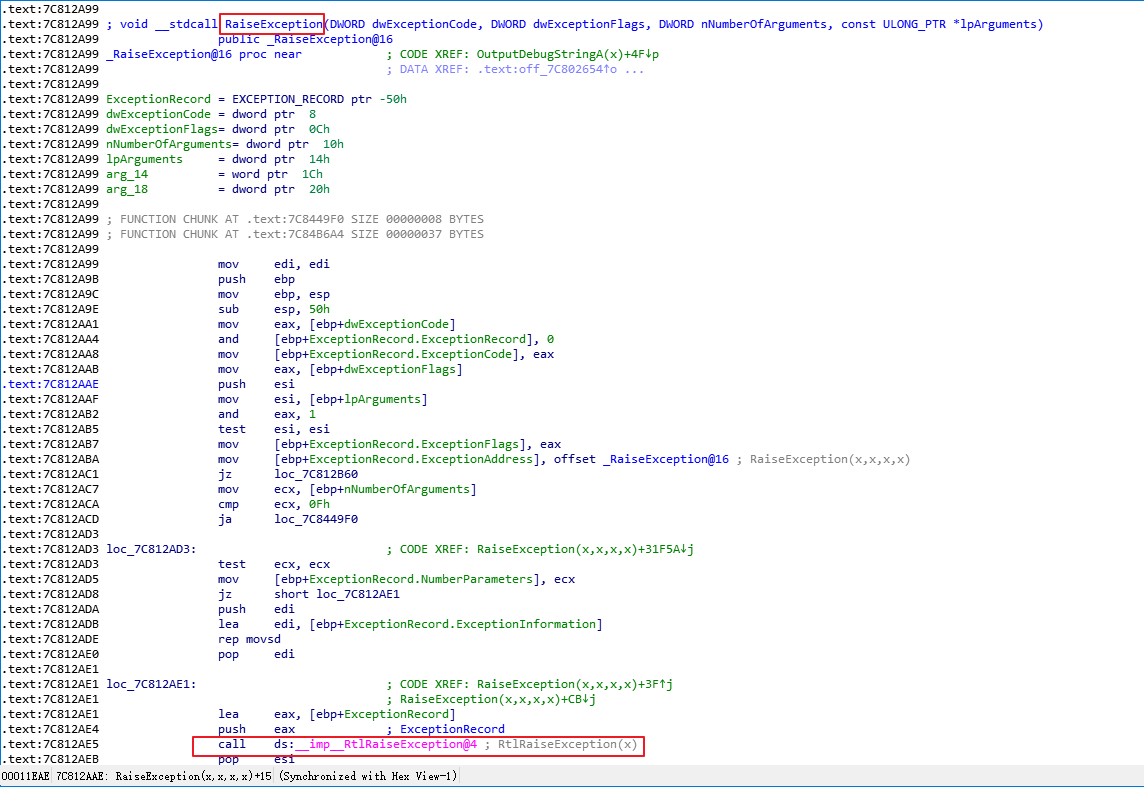 .text:7C812A99
.text:7C812A99 ; void __stdcall RaiseException(DWORD dwExceptionCode, DWORD dwExceptionFlags, DWORD nNumberOfArguments, const ULONG_PTR *lpArguments)
.text:7C812A99 public _RaiseException@16
.text:7C812A99 _RaiseException@16 proc near ; CODE XREF: OutputDebugStringA(x)+4F↓p
.text:7C812A99 ; DATA XREF: .text:off_7C802654↑o ...
.text:7C812A99
.text:7C812A99 ExceptionRecord = EXCEPTION_RECORD ptr -50h
.text:7C812A99 dwExceptionCode = dword ptr 8
.text:7C812A99 dwExceptionFlags= dword ptr 0Ch
.text:7C812A99 nNumberOfArguments= dword ptr 10h
.text:7C812A99 lpArguments = dword ptr 14h
.text:7C812A99 arg_14 = word ptr 1Ch
.text:7C812A99 arg_18 = dword ptr 20h
.text:7C812A99
.text:7C812A99 ; FUNCTION CHUNK AT .text:7C8449F0 SIZE 00000008 BYTES
.text:7C812A99 ; FUNCTION CHUNK AT .text:7C84B6A4 SIZE 00000037 BYTES
.text:7C812A99
.text:7C812A99 mov edi, edi
.text:7C812A9B push ebp
.text:7C812A9C mov ebp, esp
.text:7C812A9E sub esp, 50h
.text:7C812AA1 mov eax, [ebp+dwExceptionCode]
.text:7C812AA4 and [ebp+ExceptionRecord.ExceptionRecord], 0
.text:7C812AA8 mov [ebp+ExceptionRecord.ExceptionCode], eax
.text:7C812AAB mov eax, [ebp+dwExceptionFlags]
.text:7C812AAE push esi
.text:7C812AAF mov esi, [ebp+lpArguments]
.text:7C812AB2 and eax, 1
.text:7C812AB5 test esi, esi
.text:7C812AB7 mov [ebp+ExceptionRecord.ExceptionFlags], eax
.text:7C812ABA mov [ebp+ExceptionRecord.ExceptionAddress], offset _RaiseException@16 ; RaiseException(x,x,x,x)
.text:7C812AC1 jz loc_7C812B60
.text:7C812AC7 mov ecx, [ebp+nNumberOfArguments]
.text:7C812ACA cmp ecx, 0Fh
.text:7C812ACD ja loc_7C8449F0
.text:7C812AD3
.text:7C812AD3 loc_7C812AD3: ; CODE XREF: RaiseException(x,x,x,x)+31F5A↓j
.text:7C812AD3 test ecx, ecx
.text:7C812AD5 mov [ebp+ExceptionRecord.NumberParameters], ecx
.text:7C812AD8 jz short loc_7C812AE1
.text:7C812ADA push edi
.text:7C812ADB lea edi, [ebp+ExceptionRecord.ExceptionInformation]
.text:7C812ADE rep movsd
.text:7C812AE0 pop edi
.text:7C812AE1
.text:7C812AE1 loc_7C812AE1: ; CODE XREF: RaiseException(x,x,x,x)+3F↑j
.text:7C812AE1 ; RaiseException(x,x,x,x)+CB↓j
.text:7C812AE1 lea eax, [ebp+ExceptionRecord]
.text:7C812AE4 push eax ; ExceptionRecord
.text:7C812AE5 call ds:__imp__RtlRaiseException@4 ; RtlRaiseException(x)
.text:7C812AEB pop esi
00011EAE 7C812AAE: RaiseException(x,x,x,x)+15 (Synchronized with Hex View-1)